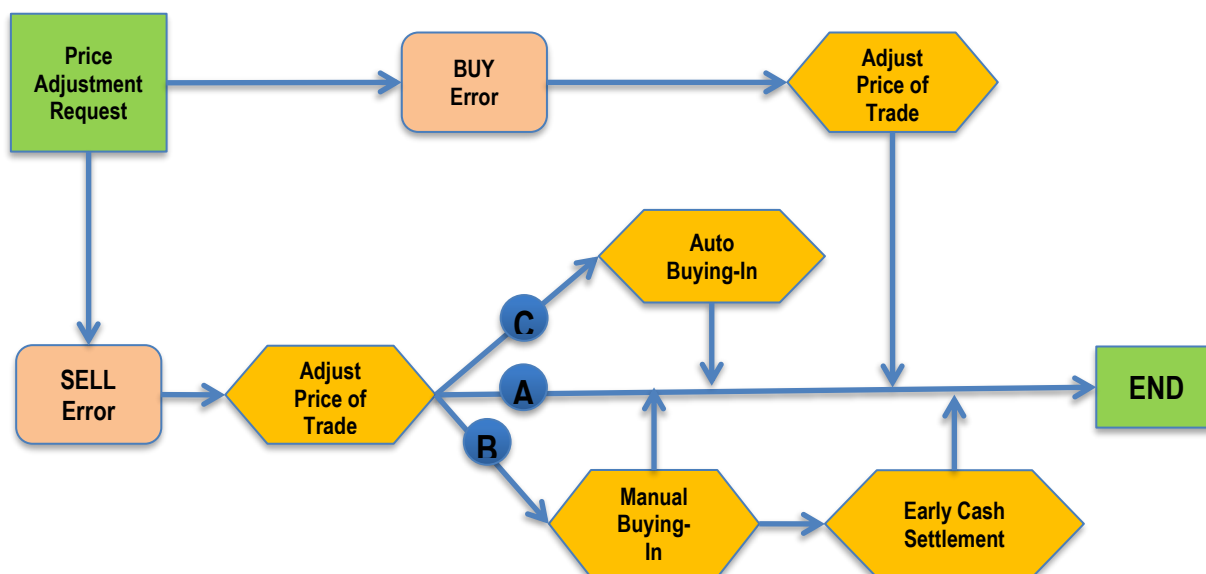 Price
Adjustment
Request
BUY
Error
Adjust
Price of
Trade
Auto
Buying-In
C
SELL
Error
Adjust
Price of
Trade
A
END
B
Manual
Buying-
In
Early Cash
Settlement